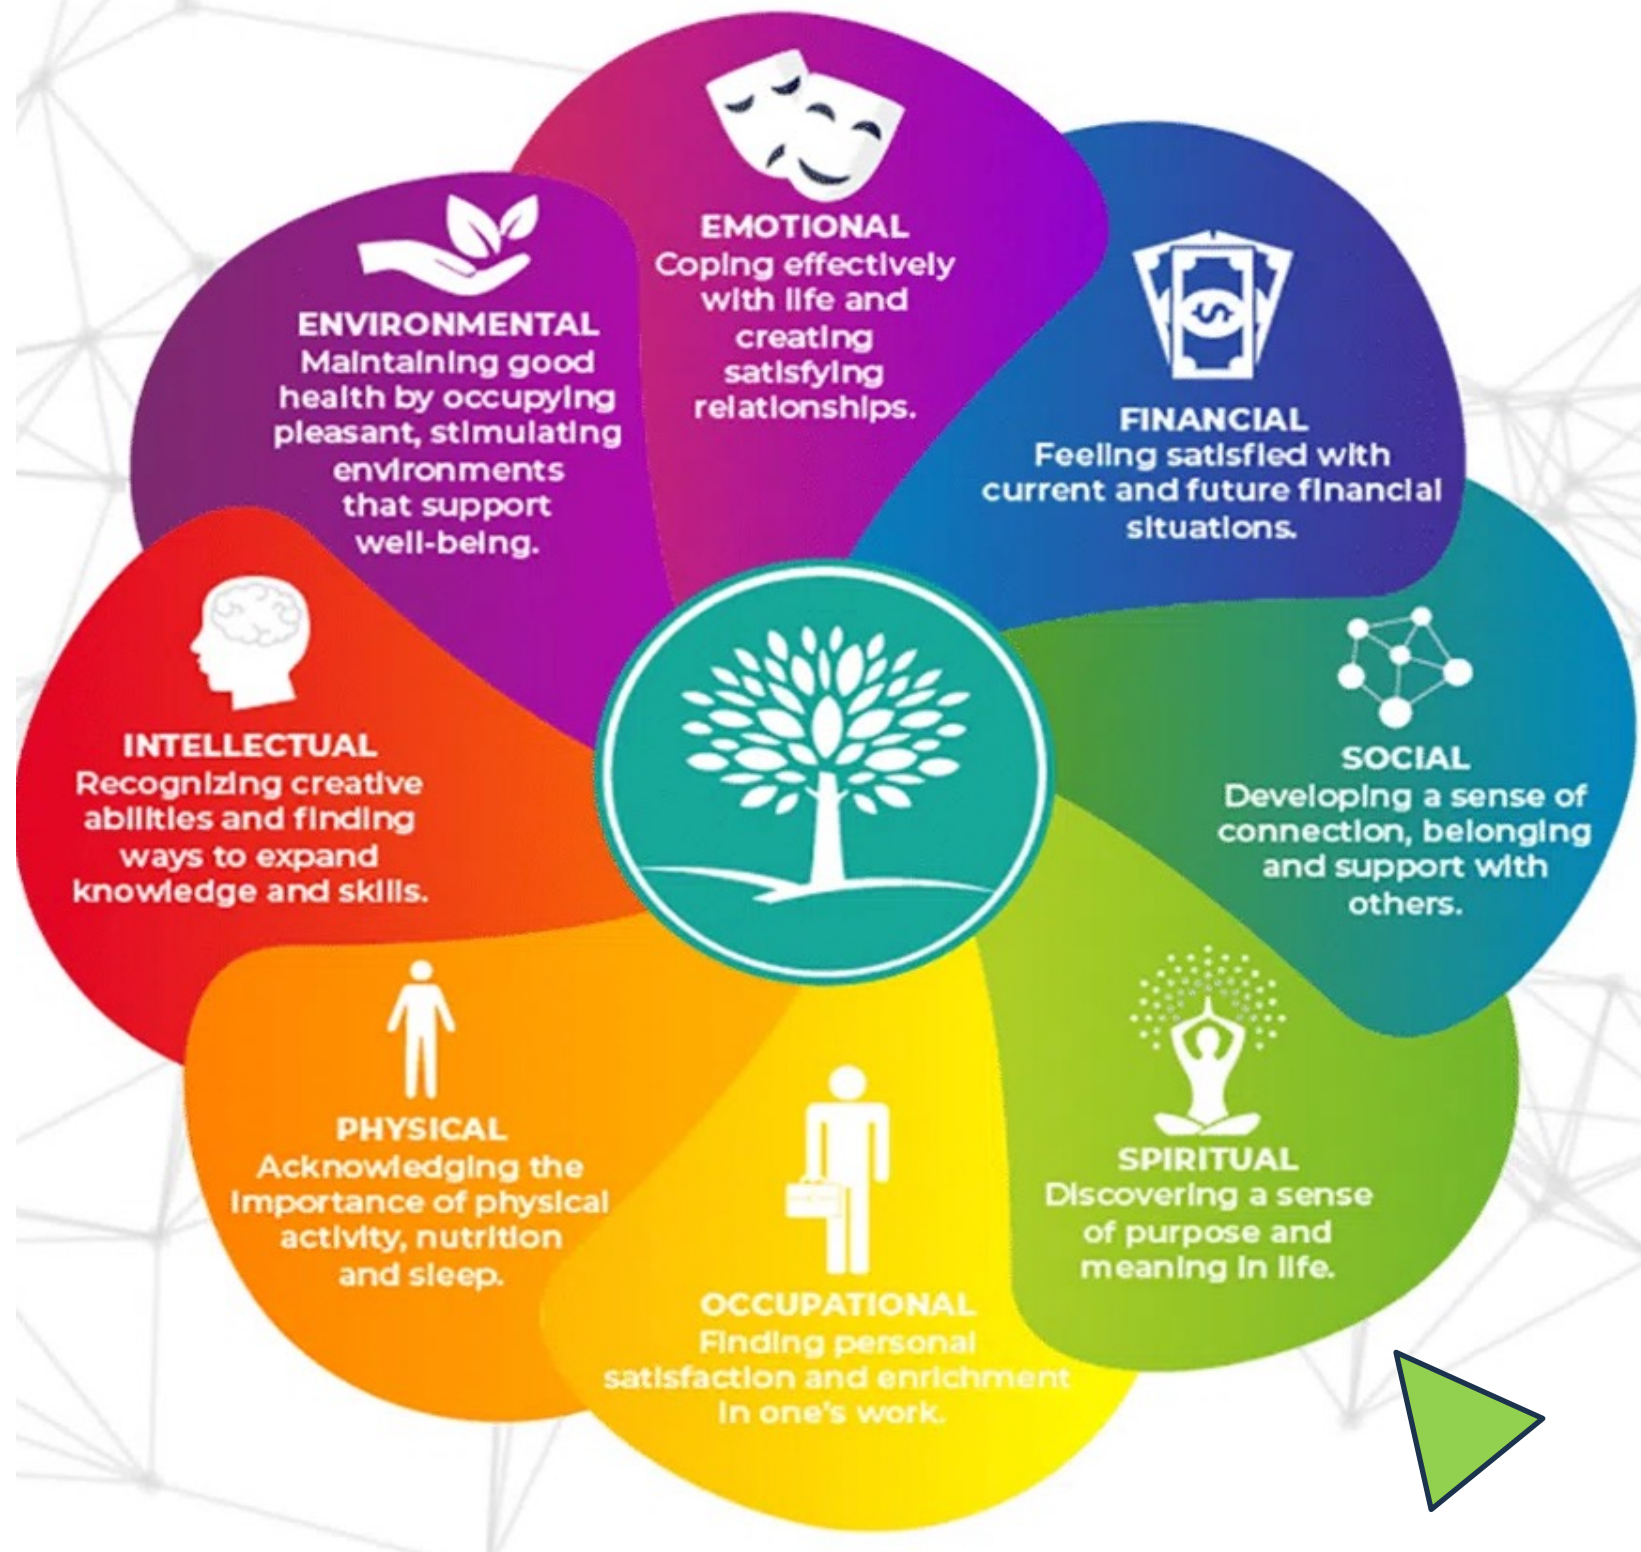 EMOTIONAL
Coping effectively
with life and
creating
satisfying
relationships.
FINANCIAL
Feeling satisfied with
current and future financial
situations.
SOCIAL
Developing a sense of
connection, belonging
and support with
others.
SPIRITUAL
Discovering a sense
of purpose and
meaning in life.
OCCUPATIONAL
Finding personal
satisfaction and enrichment
in one's work.
PHYSICAL
Acknowledging the
importance of physical
activity, nutrition
and sleep.
INTELLECTUAL
Recognizing creative
abilities and finding
ways to expand
knowledge and skills.
ENVIRONMENTAL
Maintaining good
health by occupying
pleasant, stimulating
environments
that support
well-being.